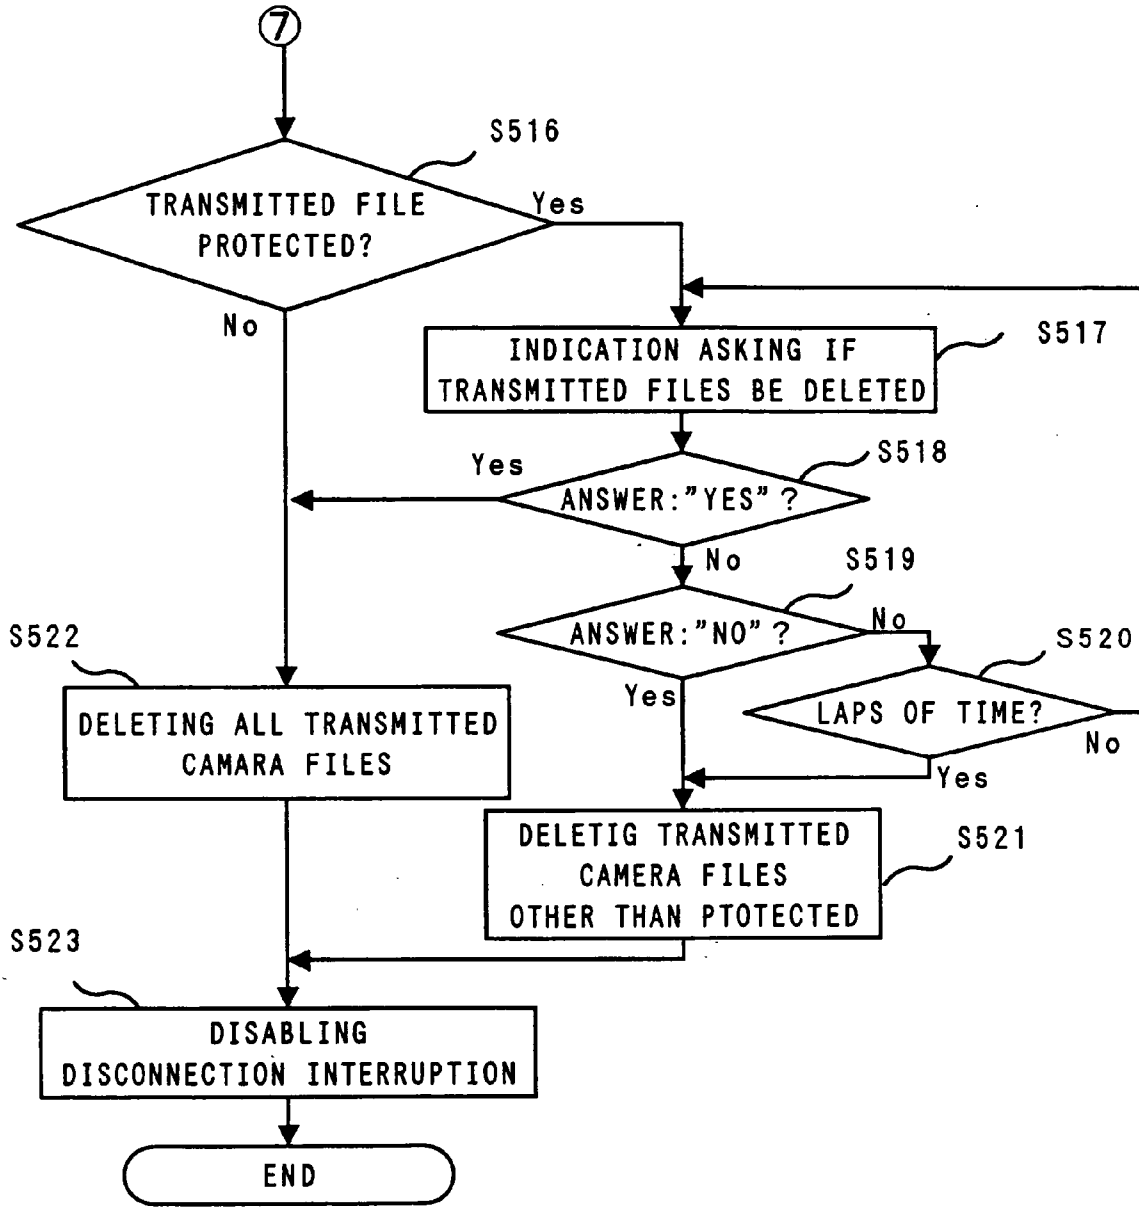 7
S516
TRANSMITTED FILE
PROTECTED?
Yes
No
S517
INDICATION ASKING IF
TRANSMITTED FILES BE DELETED
S518
Yes
ANSWER:"YES"?
No
S519
ANSWER:"NO"?
No
S520
Yes
LAPS OF TIME?
No
Yes
S522
DELETING ALL TRANSMITTED
CAMARA FILES
S521
DELETIG TRANSMITTED
CAMERA FILES
OTHER THAN PTOTECTED
S523
DISABLING
DISCONNECTION INTERRUPTION
END